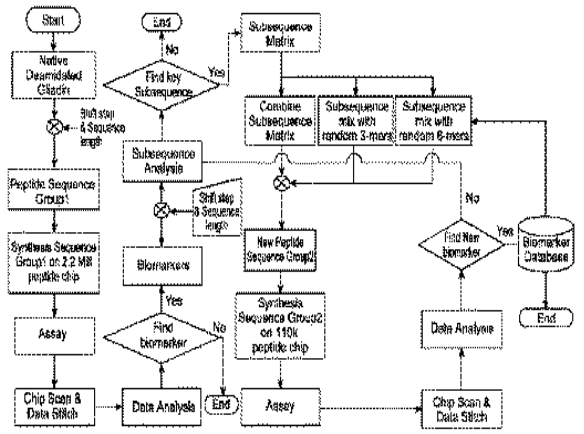 Start
Native
Deamidated
Gliadin
Shift step
& Sequence
length
Peptide Sequence
Group1
Synthesis Sequence
Group1 on 2.2 Mill
peptide chip
Assay
Chip Scan &
Data Stitch
Data Analysis
Find
biomarker
No
End
Yes
Biomarkers
Shift step
& Sequence
length
Subsequence
Analysis
Find key
Subsequence
No
End
Yes
Subsequence
Matrix
Combine
Subsequence
Matrix
Subsequence
mix with
random 3-mers
Subsequence
mix with
random 6-mers
New Peptide
Sequence Group2
Synthesis
Sequence Group2
on 110k
peptide chip
Assay
Chip Scan &
Data Stitch
Data Analysis
Find New
biomarker
No
Yes
Biomarker
Database
End